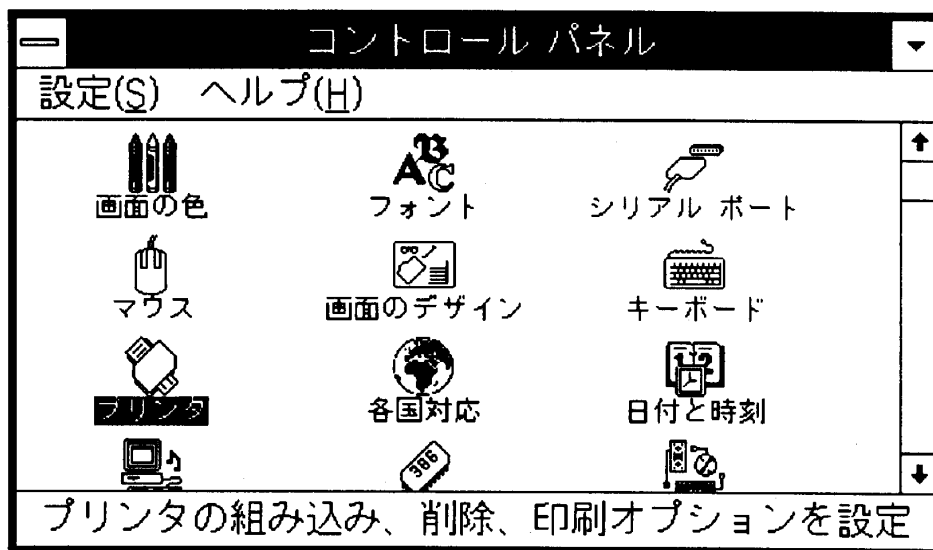 コントロール パネル
設定(S) ヘルプ(H)
画面の色 フォント シリアル ポート
マウス 画面のデザイン キーボード
プリンタ 各国対応 日付と時刻
386
プリンタの組み込み、削除、印刷オプションを設定